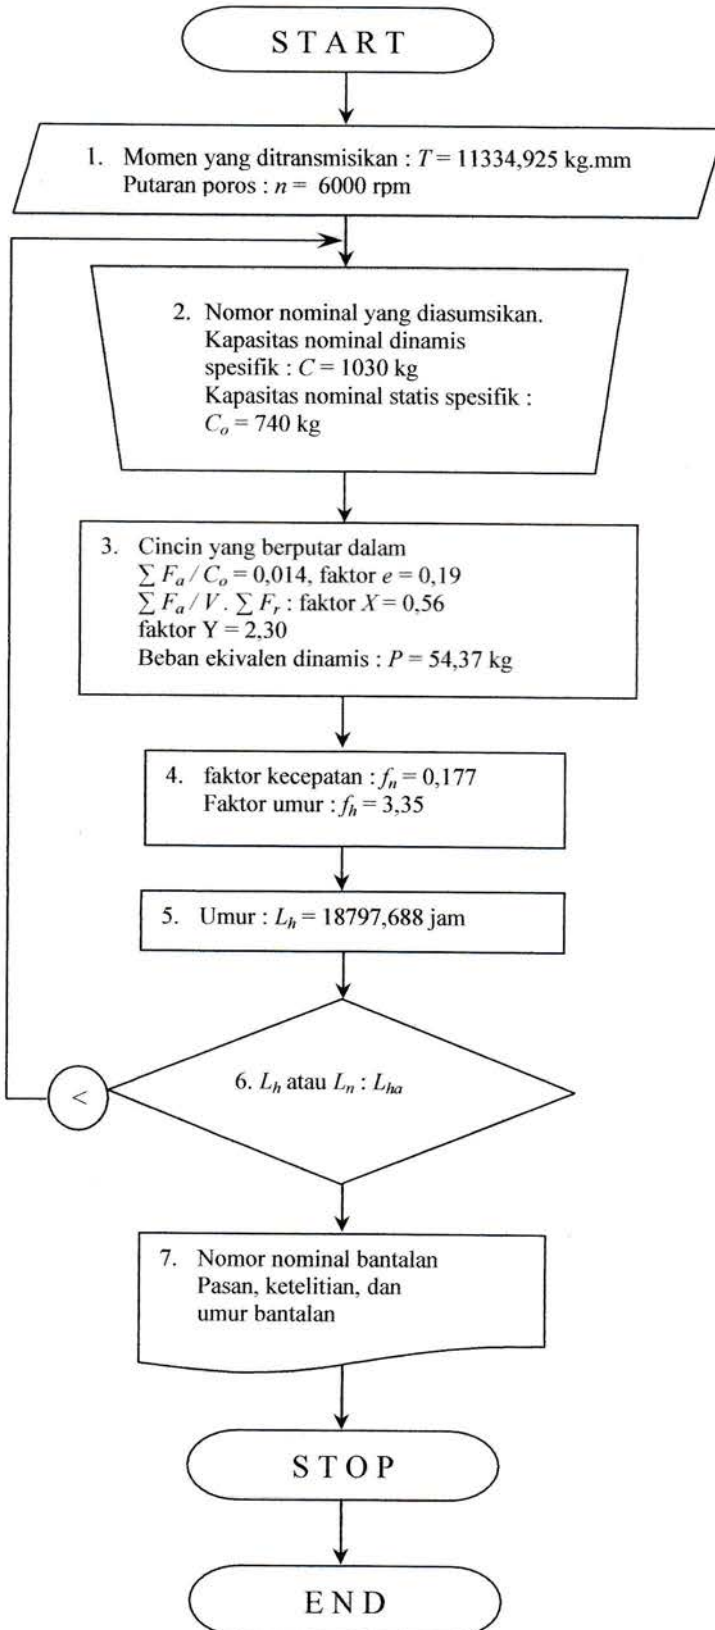 START
1. Momen yang ditransmisikan : T = 11334,925 kg.mm
Putaran poros : n = 6000 rpm
2. Nomor nominal yang diasumsikan.
Kapasitas nominal dinamis
spesifik : C = 1030 kg
Kapasitas nominal statis spesifik :
Cₒ = 740 kg
3. Cincin yang berputar dalam
∑ Fₐ / Cₒ = 0,014, faktor e = 0,19
∑ Fₐ / V . ∑ Fᵣ : faktor X = 0,56
faktor Y = 2,30
Beban ekivalen dinamis : P = 54,37 kg
4. faktor kecepatan : fₙ = 0,177
Faktor umur : fₕ = 3,35
5. Umur : Lₕ = 18797,688 jam
6. Lₕ atau Lₙ : Lₕₐ
<
7. Nomor nominal bantalan
Pasan, ketelitian, dan
umur bantalan
STOP
END